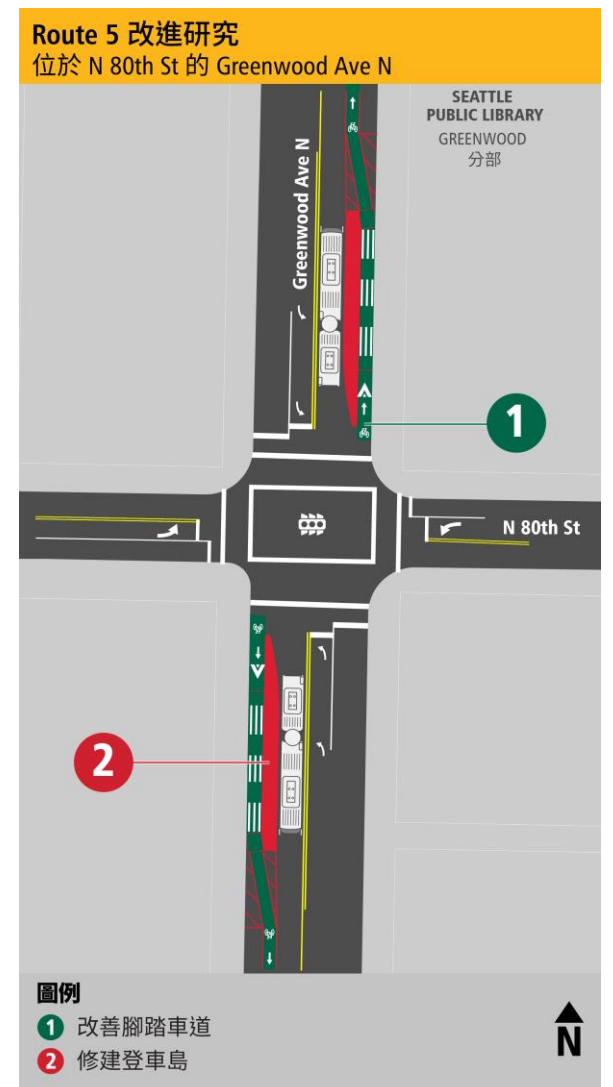 Route 5 改進研究
位於 N 80th St 的 Greenwood Ave N
SEATTLE
PUBLIC LIBRARY
GREENWOOD
分部
Greenwood Ave N
1
N 80th St
2
圖例
1 改善腳踏車道
2 修建登車島
N